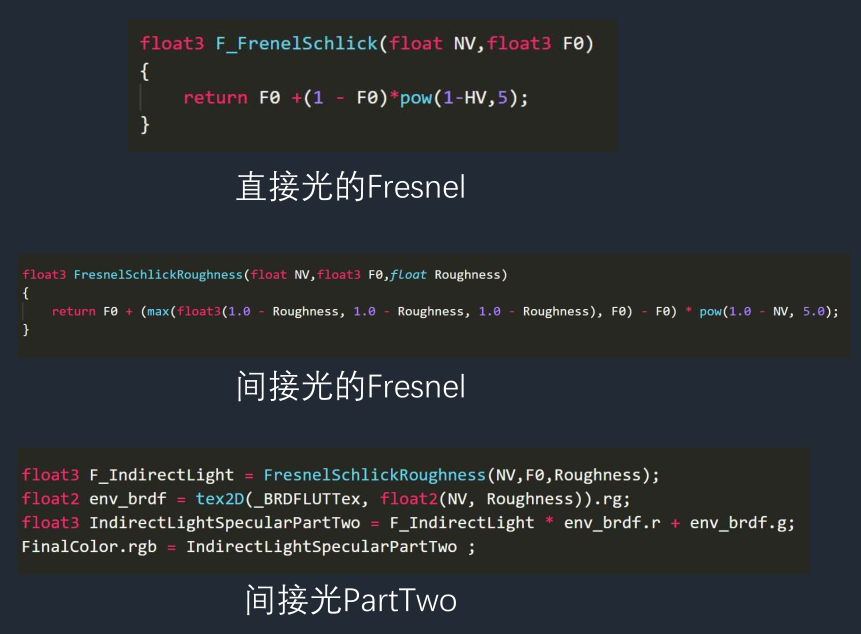 float3 F_FrenelSchlick(float NV,float3 F0)
{
return F0 +(1 - F0)*pow(1-HV,5);
}
直接光的Fresnel
float3 FresnelSchlickRoughness(float NV,float3 F0,float Roughness)
{
return F0 + (max(float3(1.0 - Roughness, 1.0 - Roughness, 1.0 - Roughness), F0) - F0) * pow(1.0 - NV, 5.0);
}
间接光的Fresnel
float3 F_IndirectLight = FresnelSchlickRoughness(NV,F0,Roughness);
float2 env_brdf = tex2D(_BRDFLUTTex, float2(NV, Roughness)).rg;
float3 IndirectLightSpecularPartTwo = F_IndirectLight * env_brdf.r + env_brdf.g;
FinalColor.rgb = IndirectLightSpecularPartTwo ;
间接光PartTwo